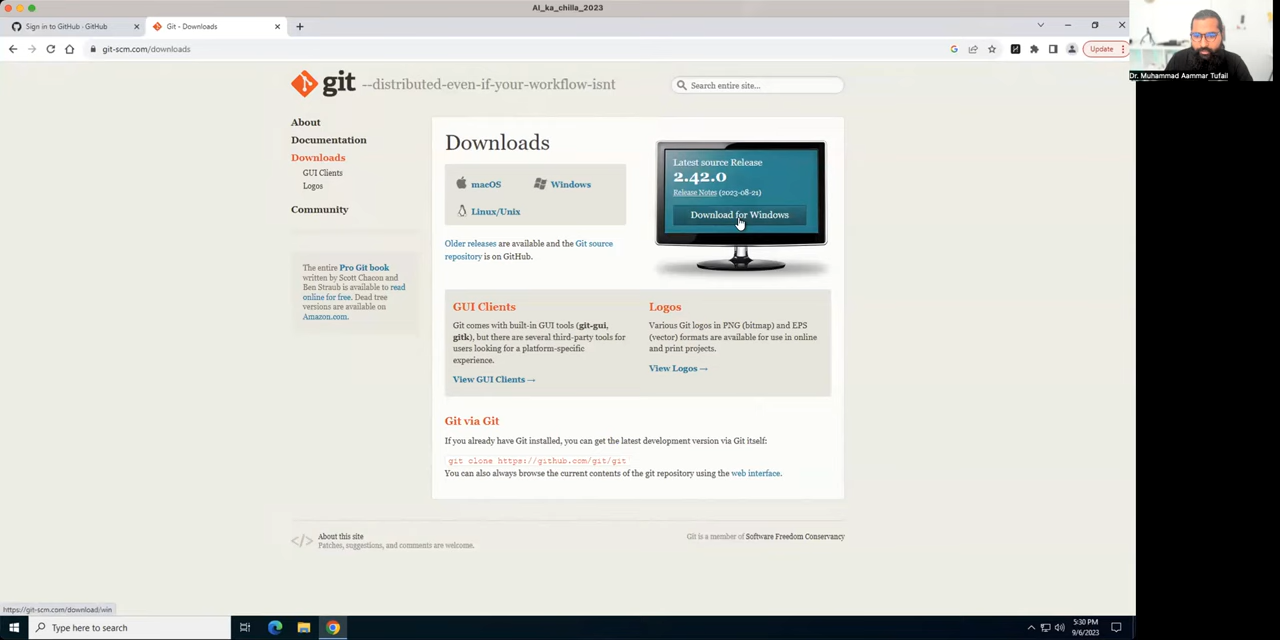 AI_ka_chilla_2023
Sign in to GitHub · GitHub
Git - Downloads
git-scm.com/downloads
Update
Dr. Muhammad Aammar Tufail
git --distributed-even-if-your-workflow-isnt
Search entire site...
About
Documentation
Downloads
GUI Clients
Logos
Community
The entire Pro Git book
written by Scott Chacon and
Ben Straub is available to read
online for free. Dead tree
versions are available on
Amazon.com.
Downloads
macOS
Windows
Linux/Unix
Older releases are available and the Git source
repository is on GitHub.
Latest source Release
2.42.0
Release Notes (2023-08-21)
Download for Windows
GUI Clients
Git comes with built-in GUI tools (git-gui,
gitk), but there are several third-party tools for
users looking for a platform-specific
experience.
View GUI Clients →
Logos
Various Git logos in PNG (bitmap) and EPS
(vector) formats are available for use in online
and print projects.
View Logos →
Git via Git
If you already have Git installed, you can get the latest development version via Git itself:
git clone https://github.com/git/git
You can also always browse the current contents of the git repository using the web interface.
</> About this site
Patches, suggestions, and comments are welcome.
Git is a member of Software Freedom Conservancy
https://git-scm.com/download/win
Type here to search
5:30 PM
9/6/2023